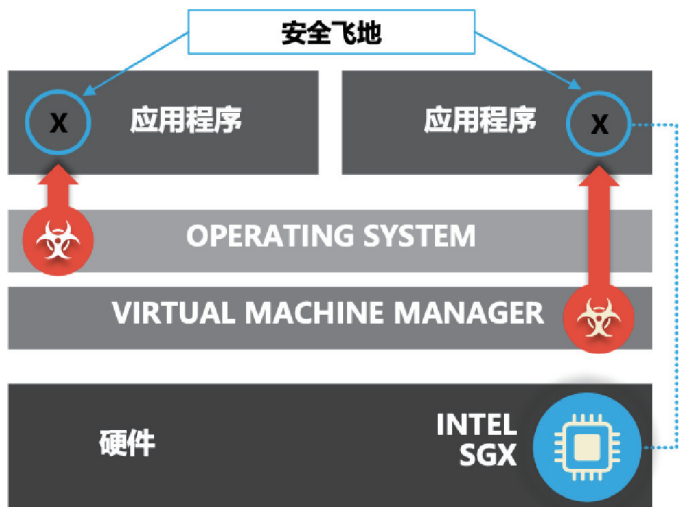 安全飞地
X
应用程序
应用程序
X
OPERATING SYSTEM
VIRTUAL MACHINE MANAGER
硬件
INTEL
SGX